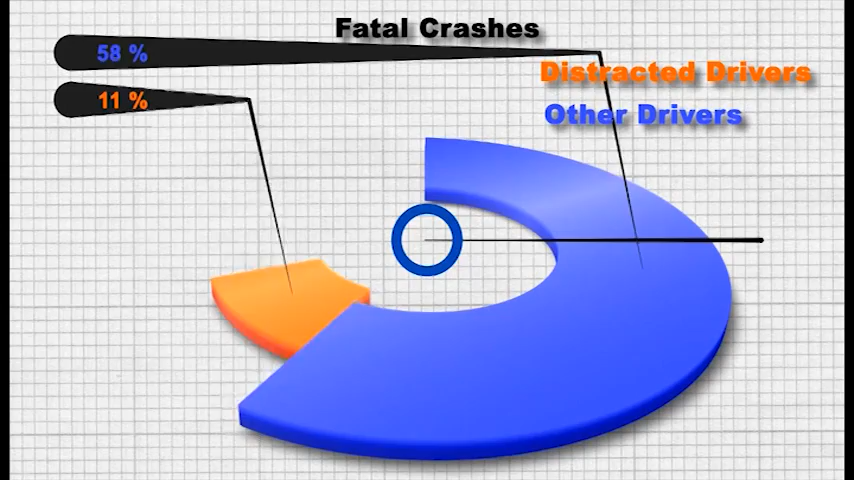 Fatal Crashes
58 %
Distracted Drivers
11 %
Other Drivers